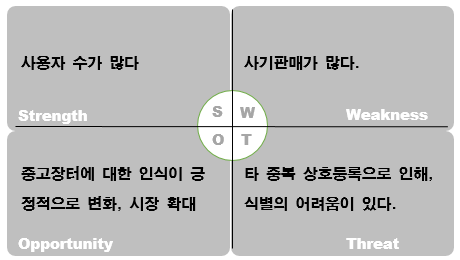 사용자 수가 많다
Strength
사기판매가 많다.
Weakness
S W
O T
중고장터에 대한 인식이 긍
정적으로 변화, 시장 확대
Opportunity
타 중복 상호등록으로 인해,
식별의 어려움이 있다.
Threat